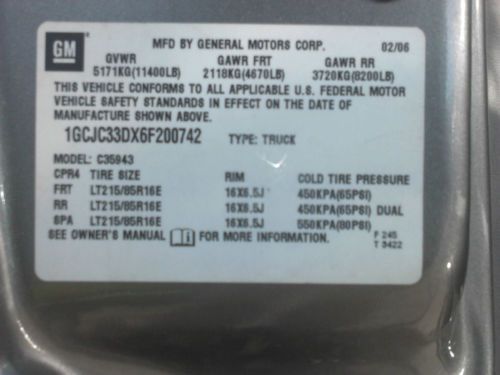 GM
MFD BY GENERAL MOTORS CORP. 02/06
GVWR GAWR FRT GAWR RR
5171KG(11400LB) 2118KG(4670LB) 3720KG(8200LB)
THIS VEHICLE CONFORMS TO ALL APPLICABLE U.S. FEDERAL MOTOR
VEHICLE SAFETY STANDARDS IN EFFECT ON THE DATE OF
MANUFACTURE SHOWN ABOVE.
1GCJC33DX6F200742 TYPE: TRUCK
MODEL: C35943
CPR4 TIRE SIZE RIM COLD TIRE PRESSURE
FRT LT215/85R16E 16X6.5J 450KPA(65PSI)
RR LT215/85R16E 16X6.5J 450KPA(65PSI) DUAL
SPA LT215/85R16E 16X6.5J 550KPA(80PSI)
SEE OWNER'S MANUAL FOR MORE INFORMATION.
F 245
T 3422